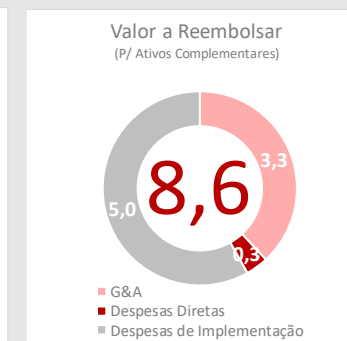 Valor a Reembolsar
(P/ Ativos Complementares)
3,3
8,6
5,0
0,3
G&A
Despesas Diretas
Despesas de Implementação